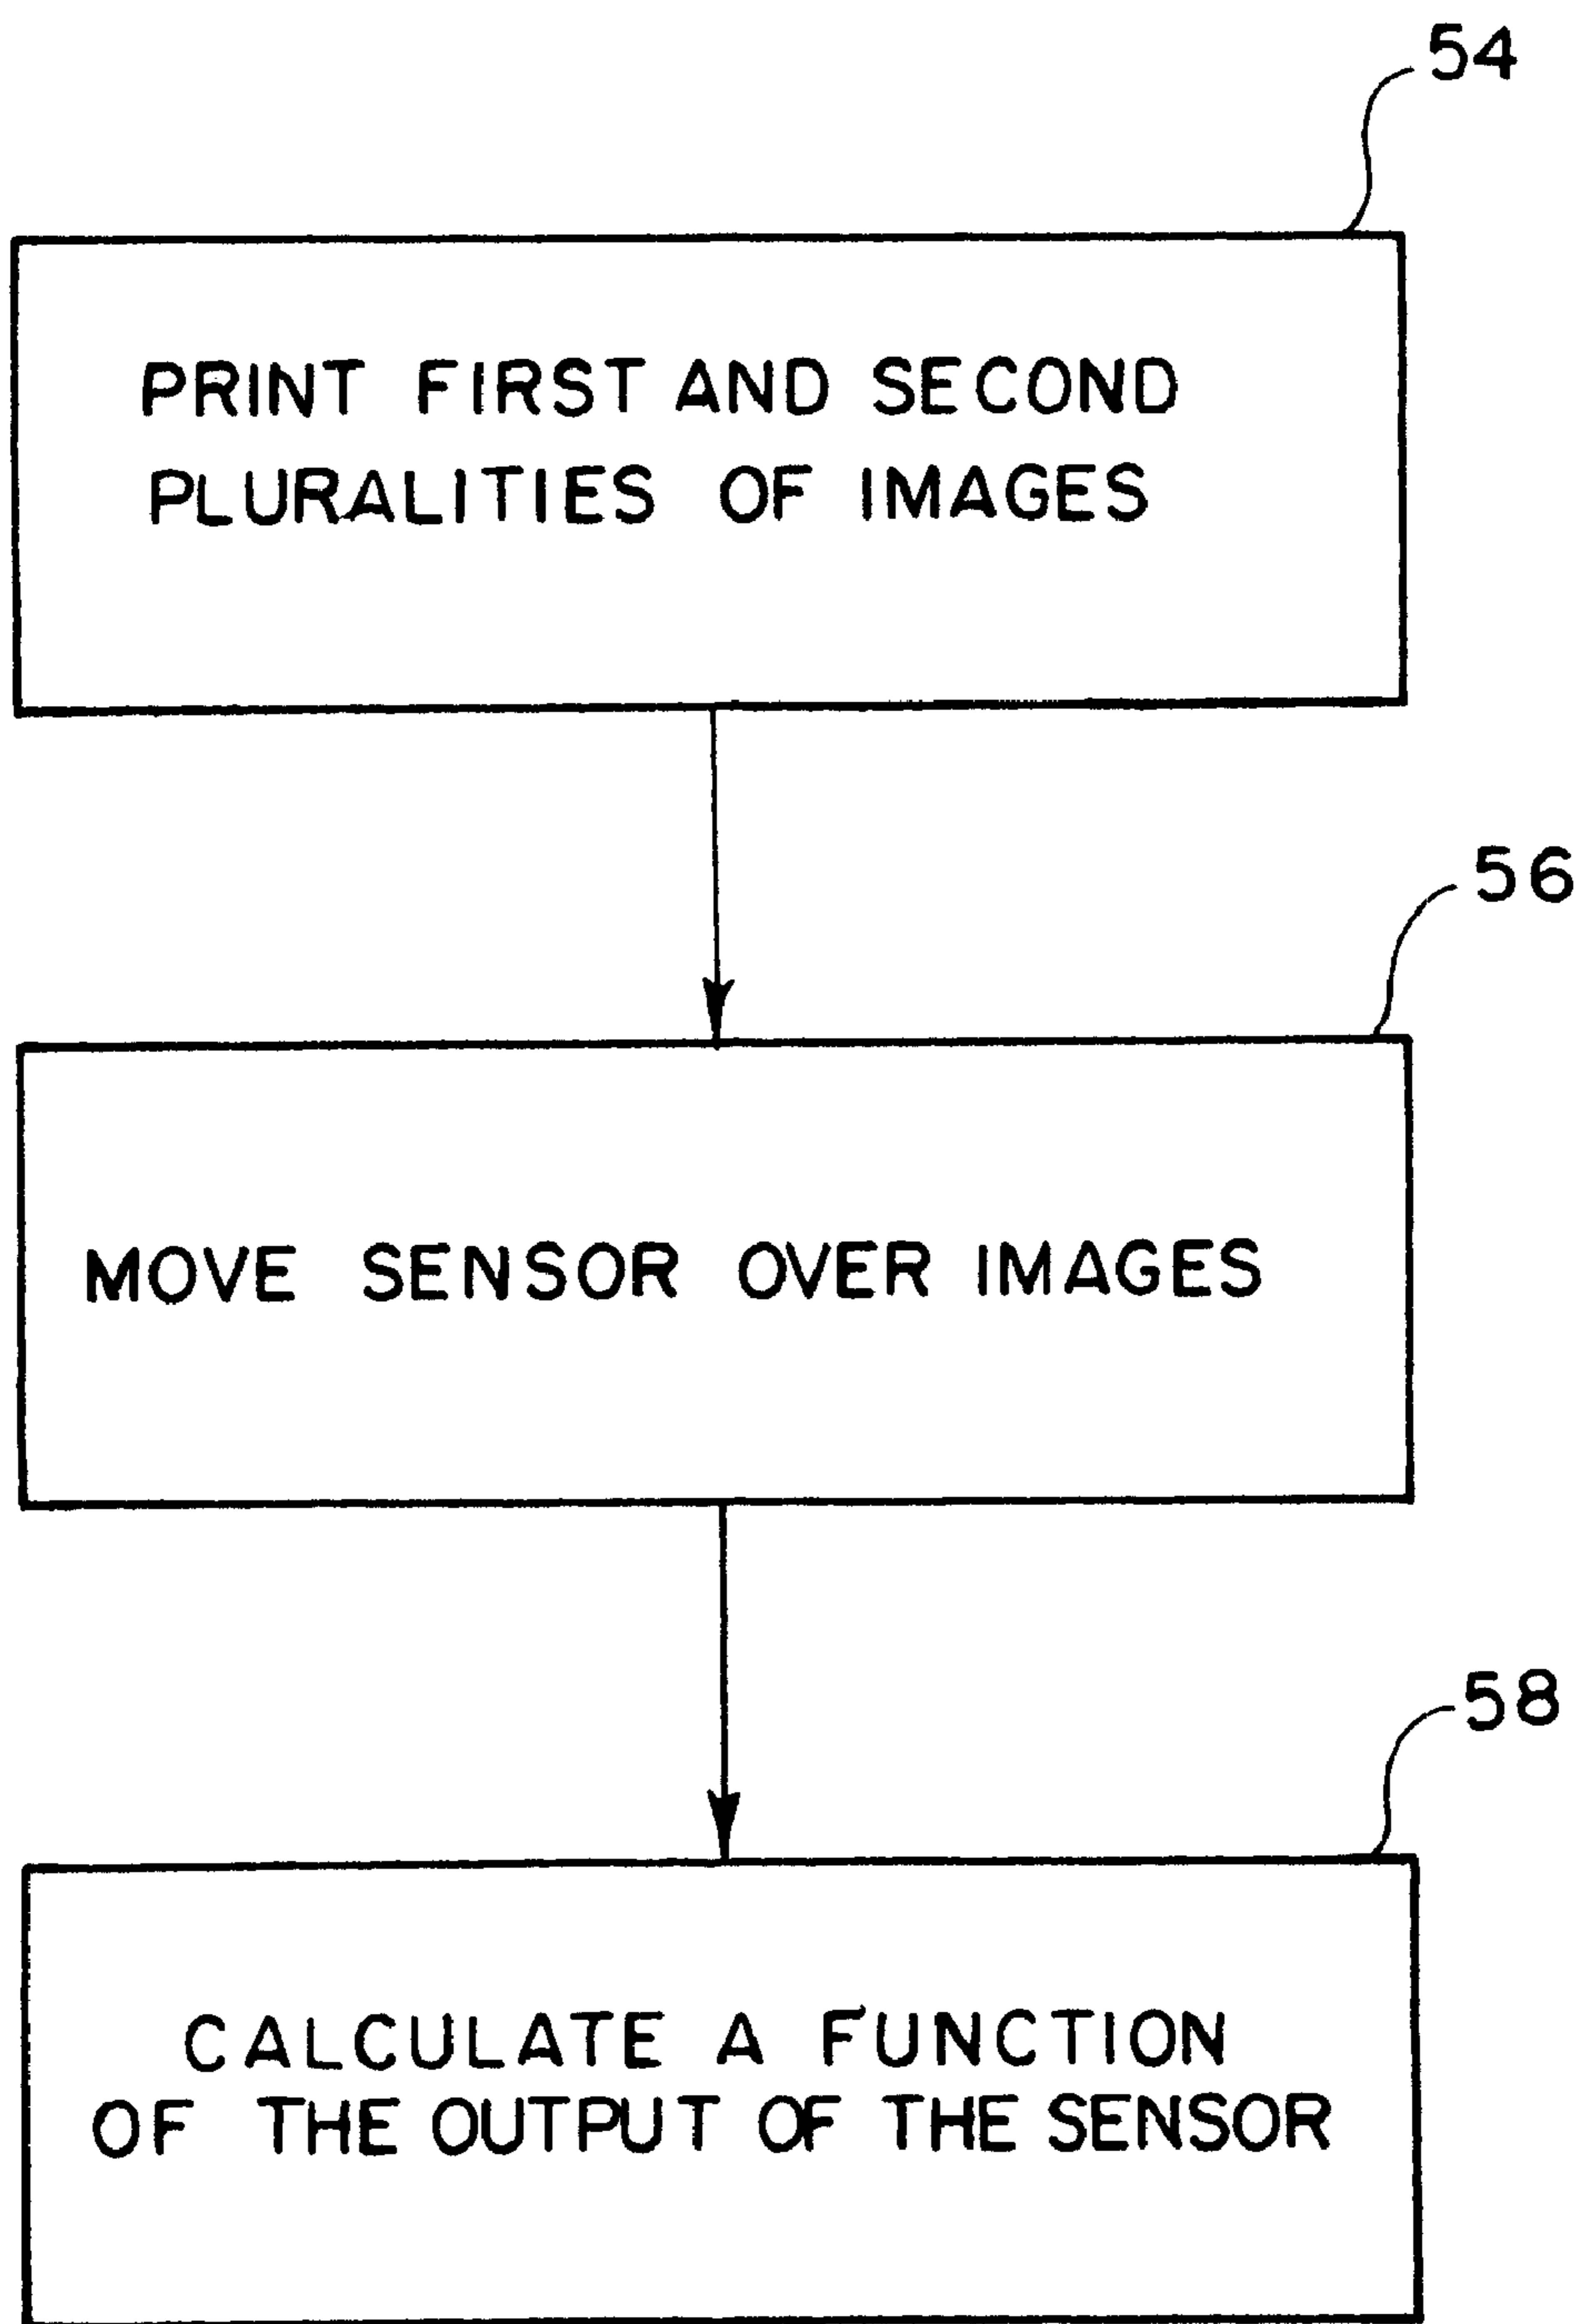 54
PRINT FIRST AND SECOND
PLURALITIES OF IMAGES
56
MOVE SENSOR OVER IMAGES
58
CALCULATE A FUNCTION
OF THE OUTPUT OF THE SENSOR